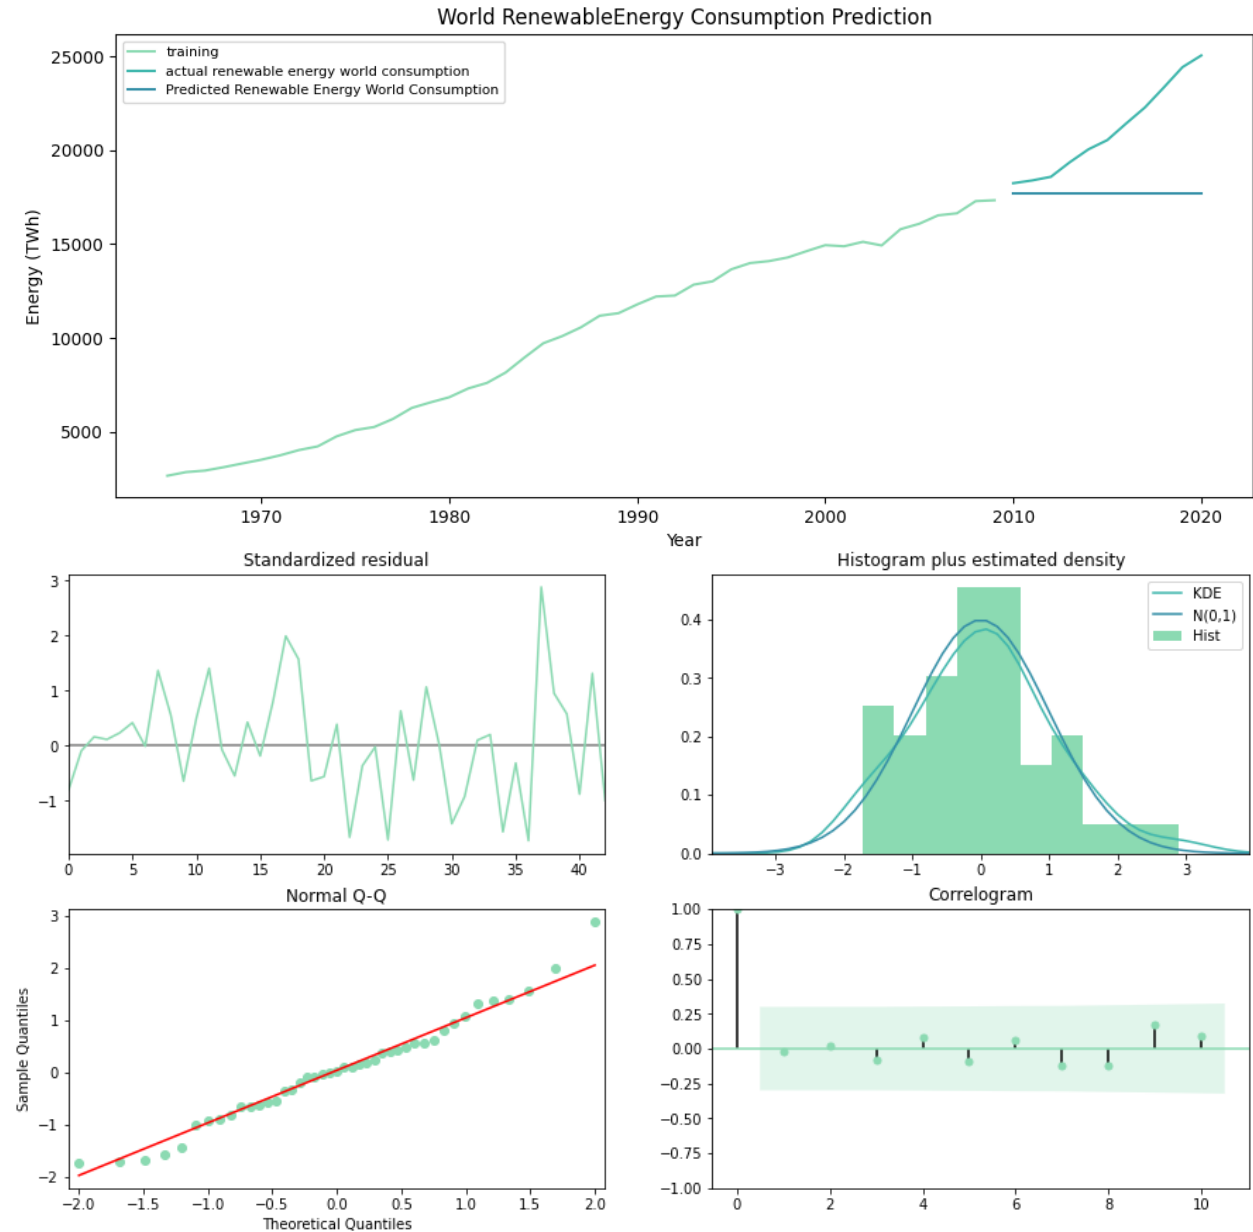 World RenewableEnergy Consumption Prediction
training
actual renewable energy world consumption
Predicted Renewable Energy World Consumption
25000
20000
15000
10000
5000
Energy (TWh)
1970 1980 1990 2000 2010 2020
Year
Standardized residual
3
2
1
0
−1
0 5 10 15 20 25 30 35 40
Histogram plus estimated density
KDE
N(0,1)
Hist
0.4
0.3
0.2
0.1
0.0
−3 −2 −1 0 1 2 3
Normal Q-Q
3
2
1
0
−1
−2
Sample Quantiles
−2.0 −1.5 −1.0 −0.5 0.0 0.5 1.0 1.5 2.0
Theoretical Quantiles
Correlogram
1.00
0.75
0.50
0.25
0.00
−0.25
−0.50
−0.75
−1.00
0 2 4 6 8 10